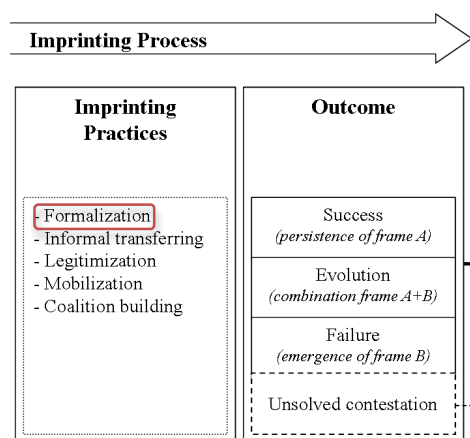 Imprinting Process
Imprinting
Practices
- Formalization
- Informal transferring
- Legitimization
- Mobilization
- Coalition building
Outcome
Success
(persistence of frame A)
Evolution
(combination frame A+B)
Failure
(emergence of frame B)
Unsolved contestation